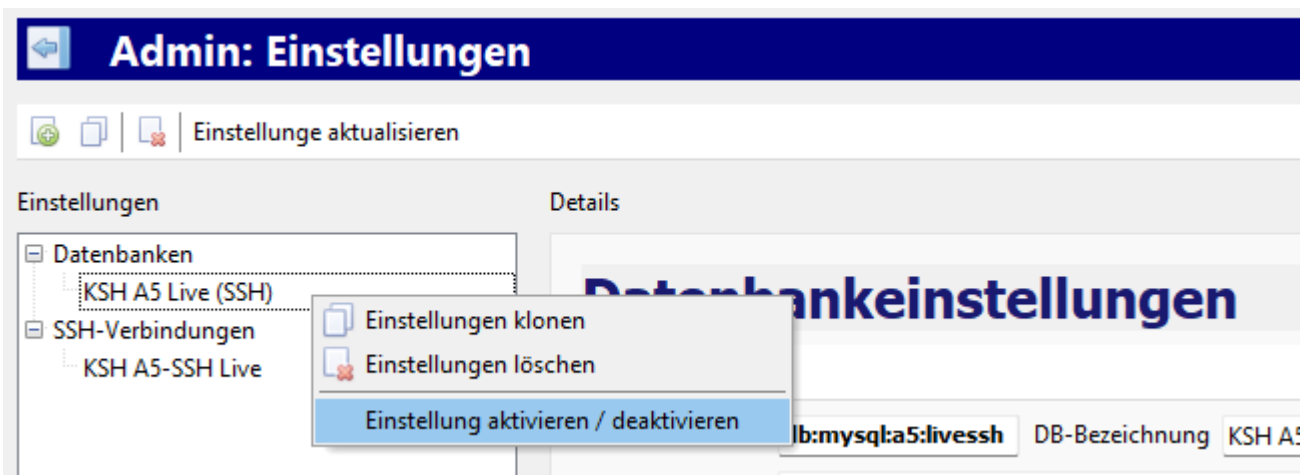 Admin: Einstellungen
Einstellunge aktualisieren
Einstellungen
Details
Datenbanken
KSH A5 Live (SSH)
SSH-Verbindungen
KSH A5-SSH Live
Einstellungen klonen
Einstellungen löschen
Einstellung aktivieren / deaktivieren
Datenbankeinstellungen
db:mysql:a5:livessh DB-Bezeichnung KSH A5